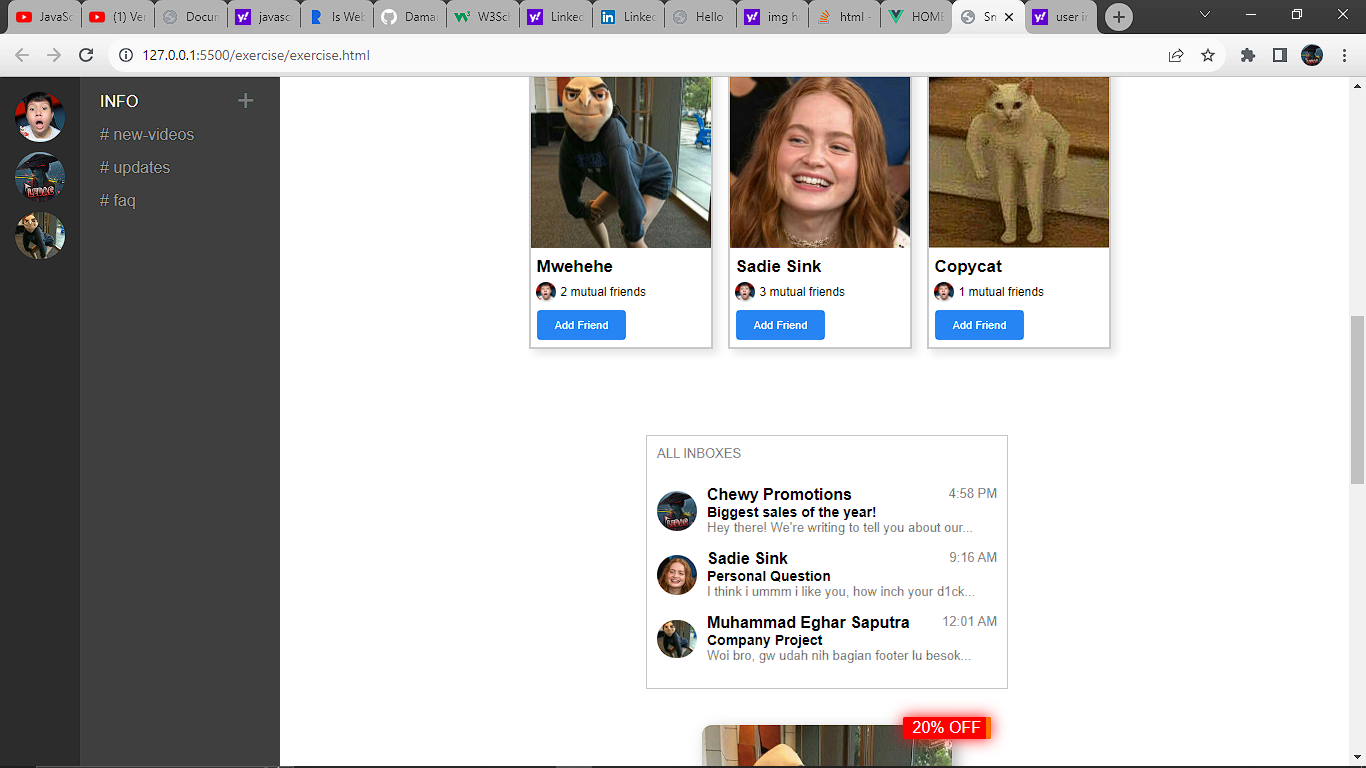 JavaSc
(1) Ver
Docun
javasc
Is Web
Damar
W3Sch
Linked
Linked
Hello
img h
html -
HOME
Sn
user in
127.0.0.1:5500/exercise/exercise.html
INFO
# new-videos
# updates
# faq
LEDAC
Mwehehe
2 mutual friends
Add Friend
Sadie Sink
3 mutual friends
Add Friend
Copycat
1 mutual friends
Add Friend
ALL INBOXES
Chewy Promotions 4:58 PM
Biggest sales of the year!
Hey there! We're writing to tell you about our...
Sadie Sink 9:16 AM
Personal Question
I think i ummm i like you, how inch your d1ck...
Muhammad Eghar Saputra 12:01 AM
Company Project
Woi bro, gw udah nih bagian footer lu besok...
20% OFF